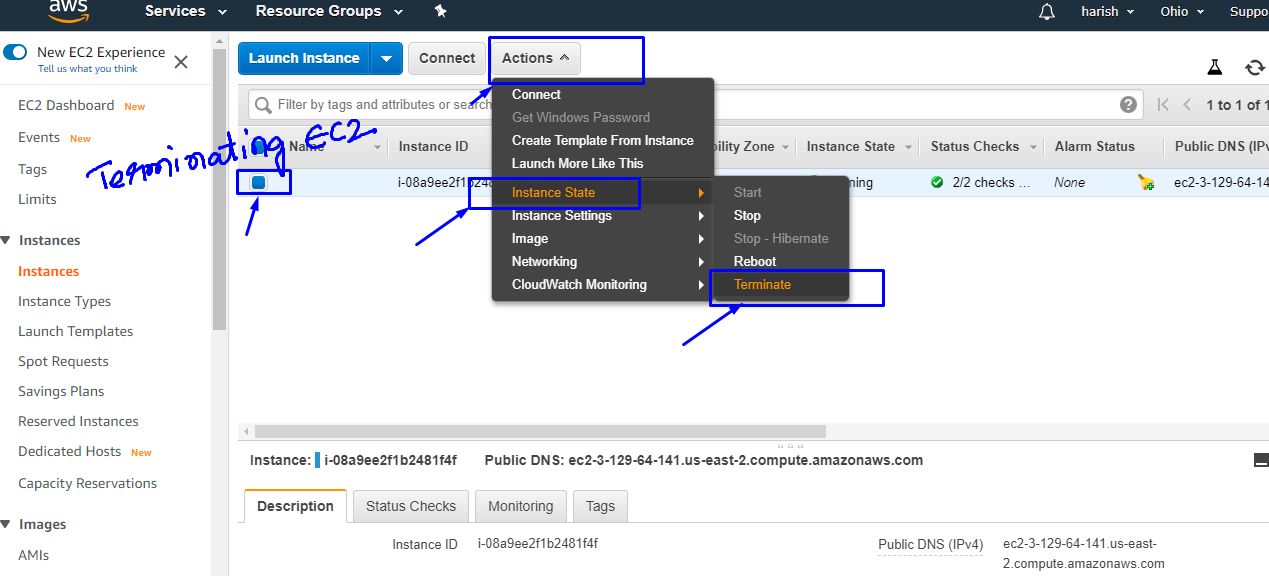 aws
Services
Resource Groups
harish
Ohio
Suppo
New EC2 Experience
Tell us what you think
EC2 Dashboard New
Events New
Tags
Limits
Instances
Instances
Instance Types
Launch Templates
Spot Requests
Savings Plans
Reserved Instances
Dedicated Hosts New
Capacity Reservations
Images
AMIs
Launch Instance
Connect
Actions
Filter by tags and attributes or search
1 to 1 of 1
Terminating EC2
Name
Instance ID
bility Zone
Instance State
Status Checks
Alarm Status
Public DNS (IPv
i-08a9ee2f1b248
ning
2/2 checks ...
None
ec2-3-129-64-14
Connect
Get Windows Password
Create Template From Instance
Launch More Like This
Instance State
Instance Settings
Image
Networking
CloudWatch Monitoring
Start
Stop
Stop - Hibernate
Reboot
Terminate
Instance: i-08a9ee2f1b2481f4f
Public DNS: ec2-3-129-64-141.us-east-2.compute.amazonaws.com
Description
Status Checks
Monitoring
Tags
Instance ID
i-08a9ee2f1b2481f4f
Public DNS (IPv4)
ec2-3-129-64-141.us-east-
2.compute.amazonaws.com